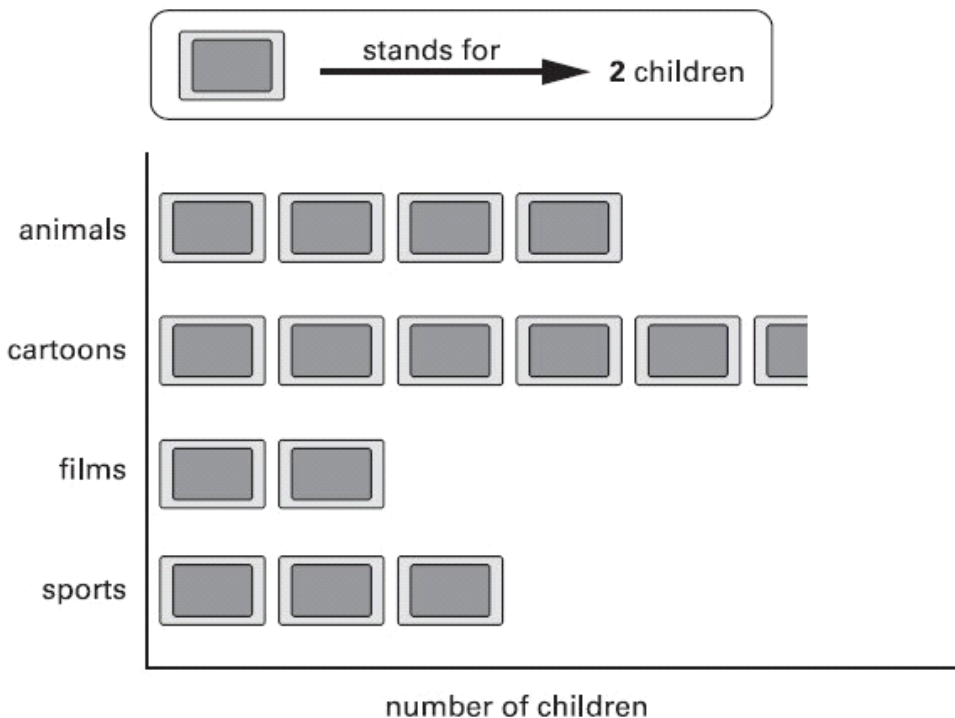 stands for
2 children
animals
cartoons
films
sports
number of children